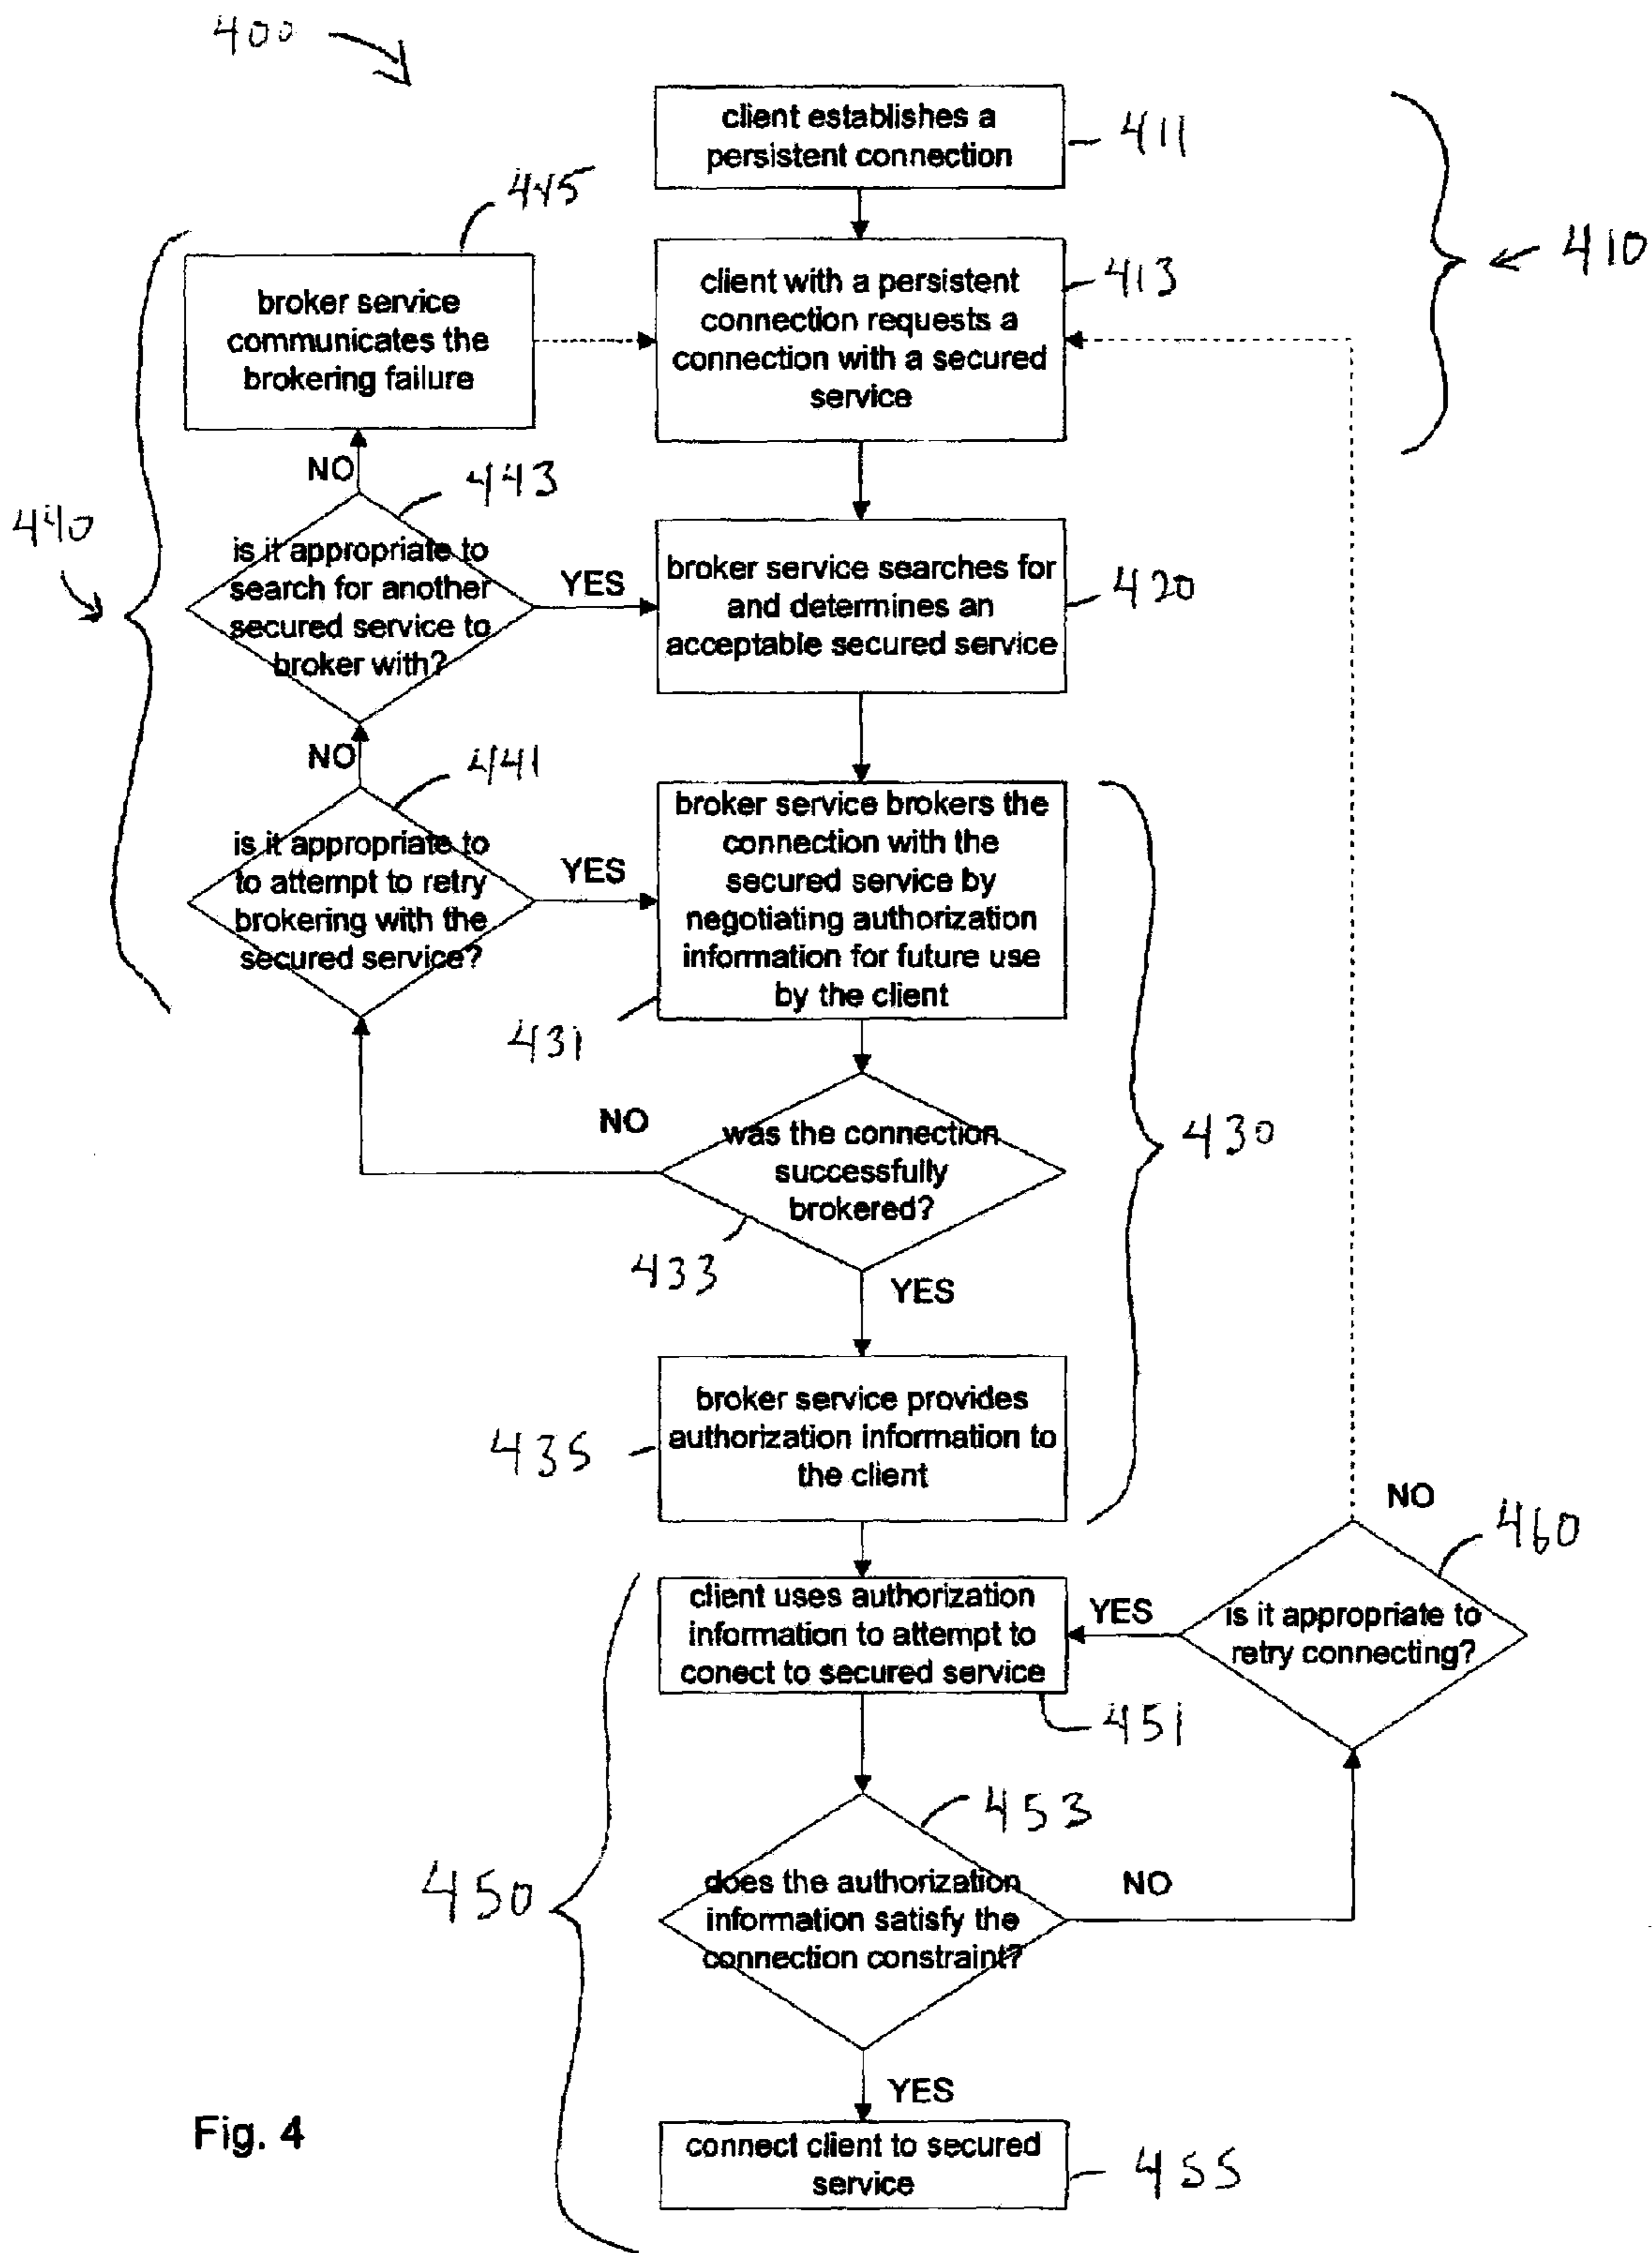 400
client establishes a
persistent connection
411
445
broker service
communicates the
brokering failure
client with a persistent
connection requests a
connection with a secured
service
413
410
NO
443
440
is it appropriate to
search for another
secured service to
broker with?
YES
broker service searches for
and determines an
acceptable secured service
420
NO
441
is it appropriate to
to attempt to retry
brokering with the
secured service?
YES
broker service brokers the
connection with the
secured service by
negotiating authorization
information for future use
by the client
431
430
NO
was the connection
successfully
brokered?
433
YES
broker service provides
authorization information to
the client
435
NO
460
client uses authorization
information to attempt to
conect to secured service
YES
is it appropriate to
retry connecting?
451
453
450
does the authorization
information satisfy the
connection constraint?
NO
YES
Fig. 4
connect client to secured
service
455